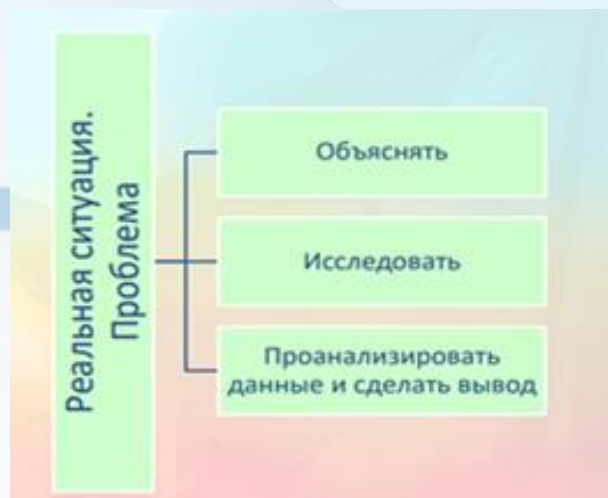 Реальная ситуация.
Проблема
Объяснять
Исследовать
Проанализировать
данные и сделать вывод